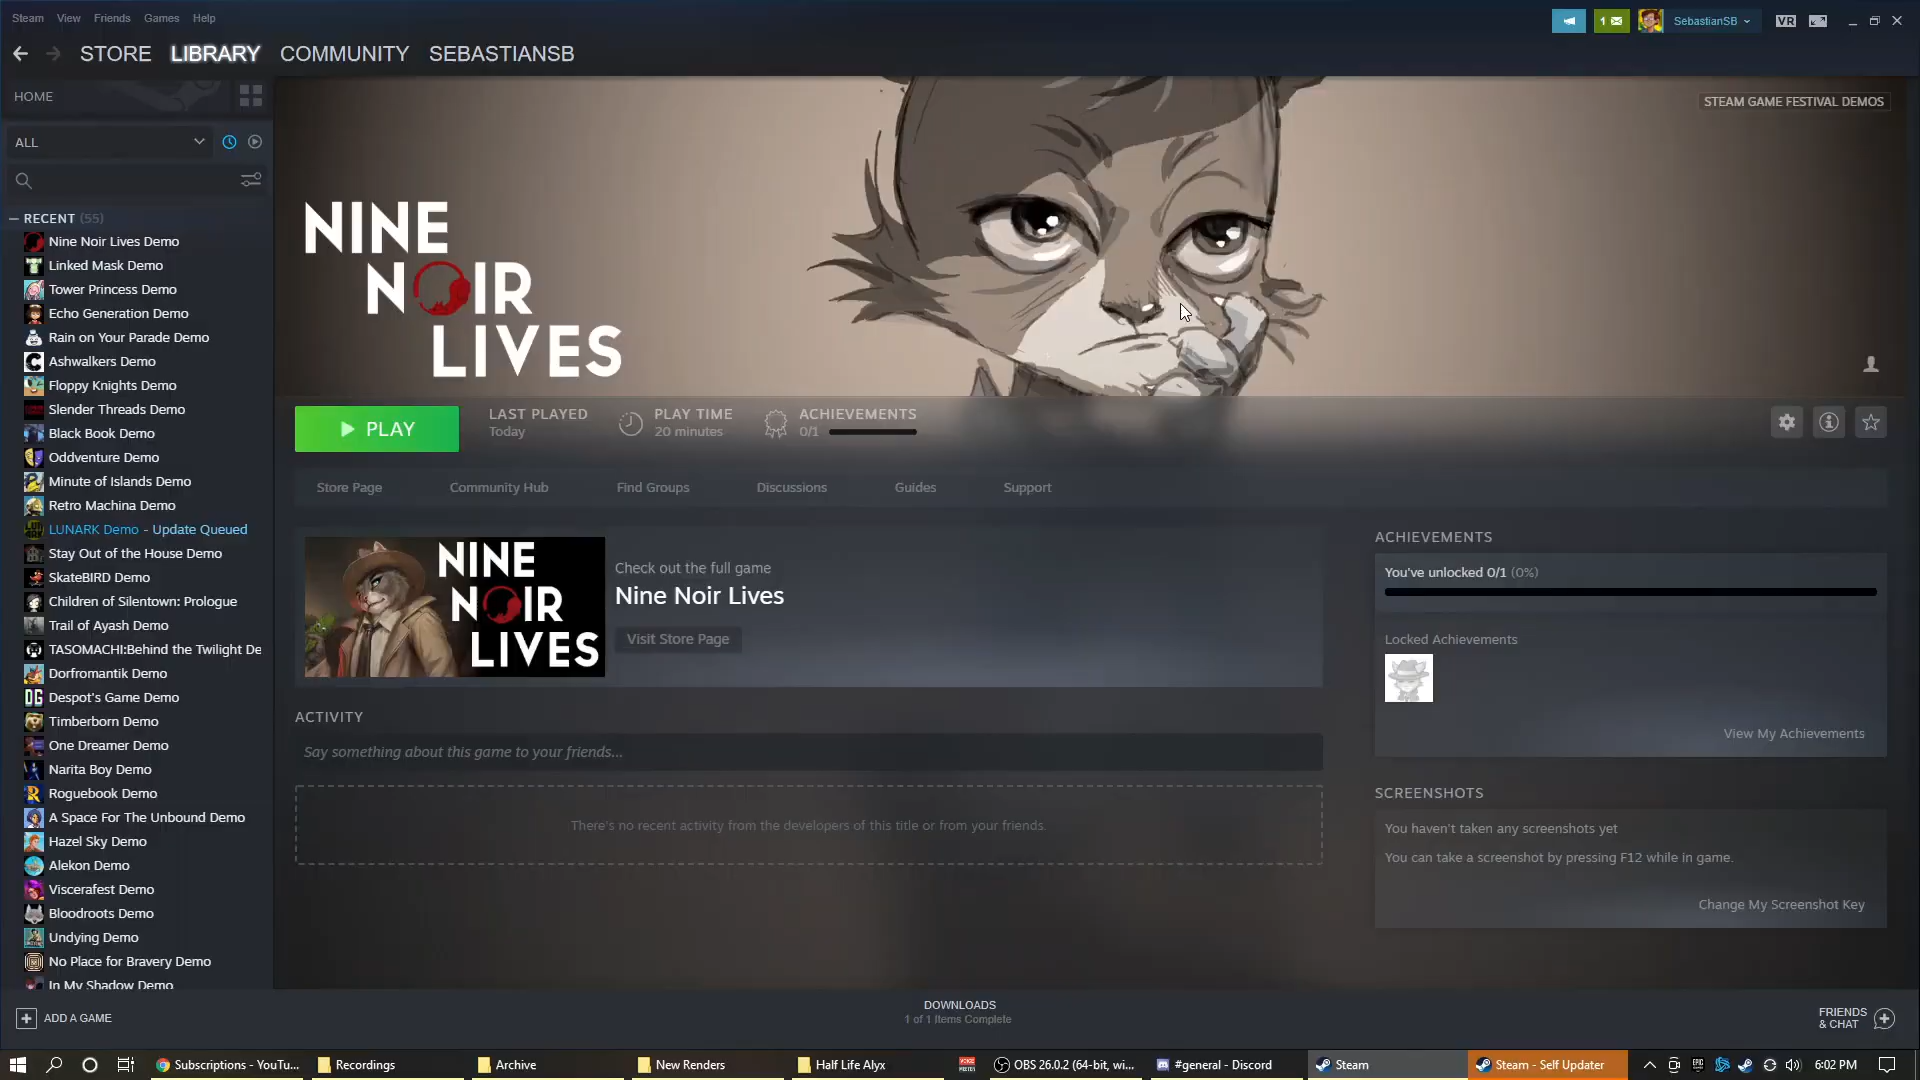 Steam View Friends Games Help
1
SebastianSB
VR
STORE LIBRARY COMMUNITY SEBASTIANSB
HOME
ALL
RECENT (55)
Nine Noir Lives Demo
Linked Mask Demo
Tower Princess Demo
Echo Generation Demo
Rain on Your Parade Demo
Ashwalkers Demo
Floppy Knights Demo
Slender Threads Demo
Black Book Demo
Oddventure Demo
Minute of Islands Demo
Retro Machina Demo
LUNARK Demo - Update Queued
Stay Out of the House Demo
SkateBIRD Demo
Children of Silentown: Prologue
Trail of Ayash Demo
TASOMACHI:Behind the Twilight De
Dorfromantik Demo
Despot's Game Demo
Timberborn Demo
One Dreamer Demo
Narita Boy Demo
Roguebook Demo
A Space For The Unbound Demo
Hazel Sky Demo
Alekon Demo
Viscerafest Demo
Bloodroots Demo
Undying Demo
No Place for Bravery Demo
In My Shadow Demo
ADD A GAME
STEAM GAME FESTIVAL DEMOS
NINE
NOIR
LIVES
PLAY
LAST PLAYED
Today
PLAY TIME
20 minutes
ACHIEVEMENTS
0/1
Store Page Community Hub Find Groups Discussions Guides Support
NINE
NOIR
LIVES
Check out the full game
Nine Noir Lives
Visit Store Page
ACTIVITY
Say something about this game to your friends...
There's no recent activity from the developers of this title or from your friends.
ACHIEVEMENTS
You've unlocked 0/1 (0%)
Locked Achievements
View My Achievements
SCREENSHOTS
You haven't taken any screenshots yet
You can take a screenshot by pressing F12 while in game.
Change My Screenshot Key
DOWNLOADS
1 of 1 Items Complete
FRIENDS
& CHAT
Subscriptions - YouTu... Recordings Archive New Renders Half Life Alyx OBS 26.0.2 (64-bit, wi... #general - Discord Steam Steam - Self Updater 6:02 PM